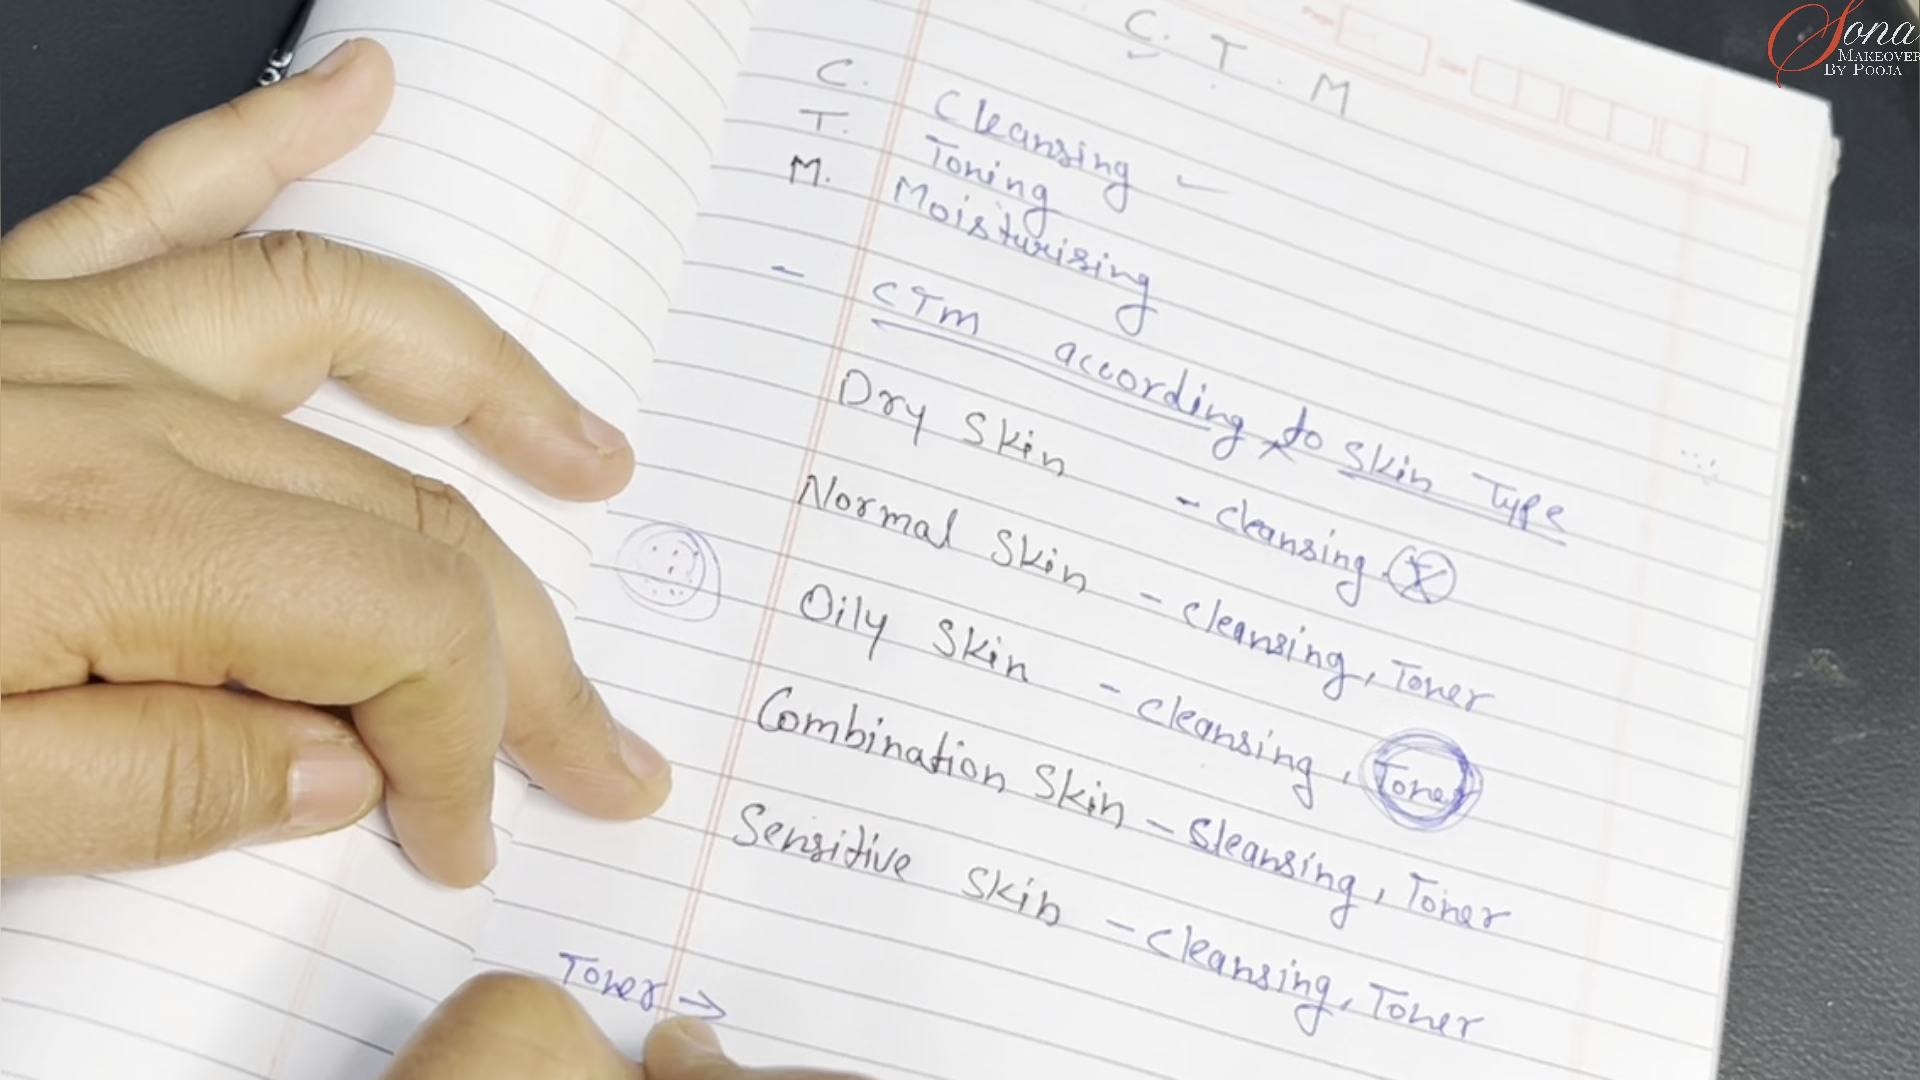 C. T. M
C. Cleansing -
T. Toning
M. Moisturising
- CTM according to Skin Type
Dry Skin - cleansing
Normal Skin - cleansing, Toner
Oily Skin - cleansing, Toner
Combination Skin - Sleansing, Toner
Sensitive Skin - cleansing, Toner
Toner →
Sona
MAKEOVER
BY POOJA